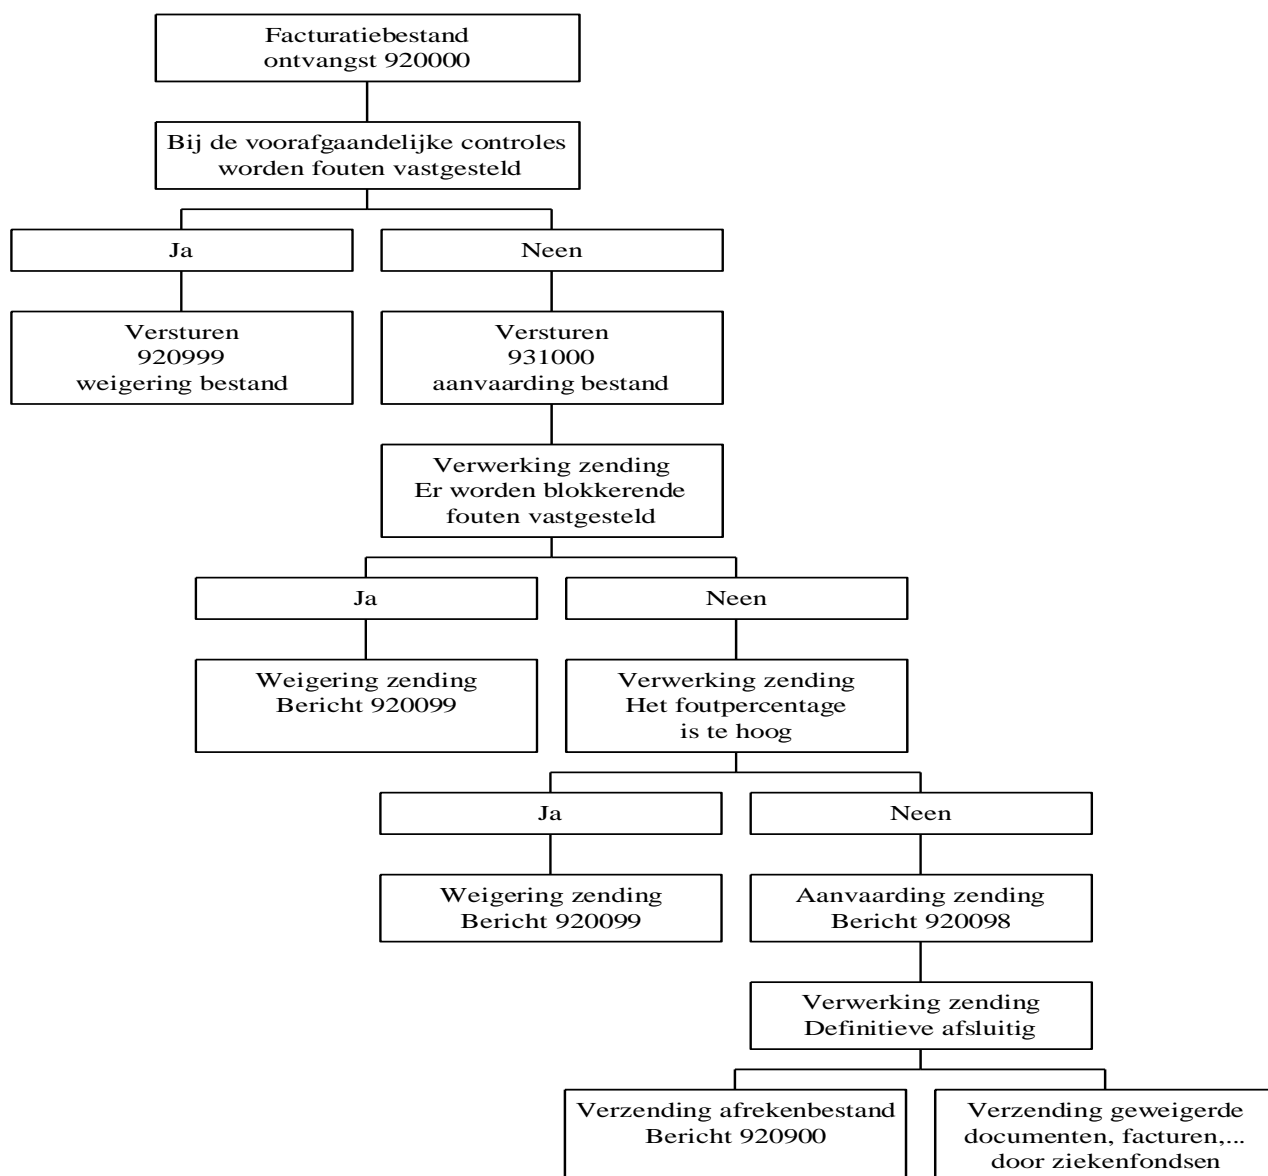 Facturatiebestand
ontvangst 920000
Bij de voorafgaandelijke controles
worden fouten vastgesteld
Ja
Neen
Versturen
920999
weigering bestand
Versturen
931000
aanvaarding bestand
Verwerking zending
Er worden blokkerende
fouten vastgesteld
Ja
Neen
Weigering zending
Bericht 920099
Verwerking zending
Het foutpercentage
is te hoog
Ja
Neen
Weigering zending
Bericht 920099
Aanvaarding zending
Bericht 920098
Verwerking zending
Definitieve afsluitig
Verzending afrekenbestand
Bericht 920900
Verzending geweigerde
documenten, facturen,...
door ziekenfondsen